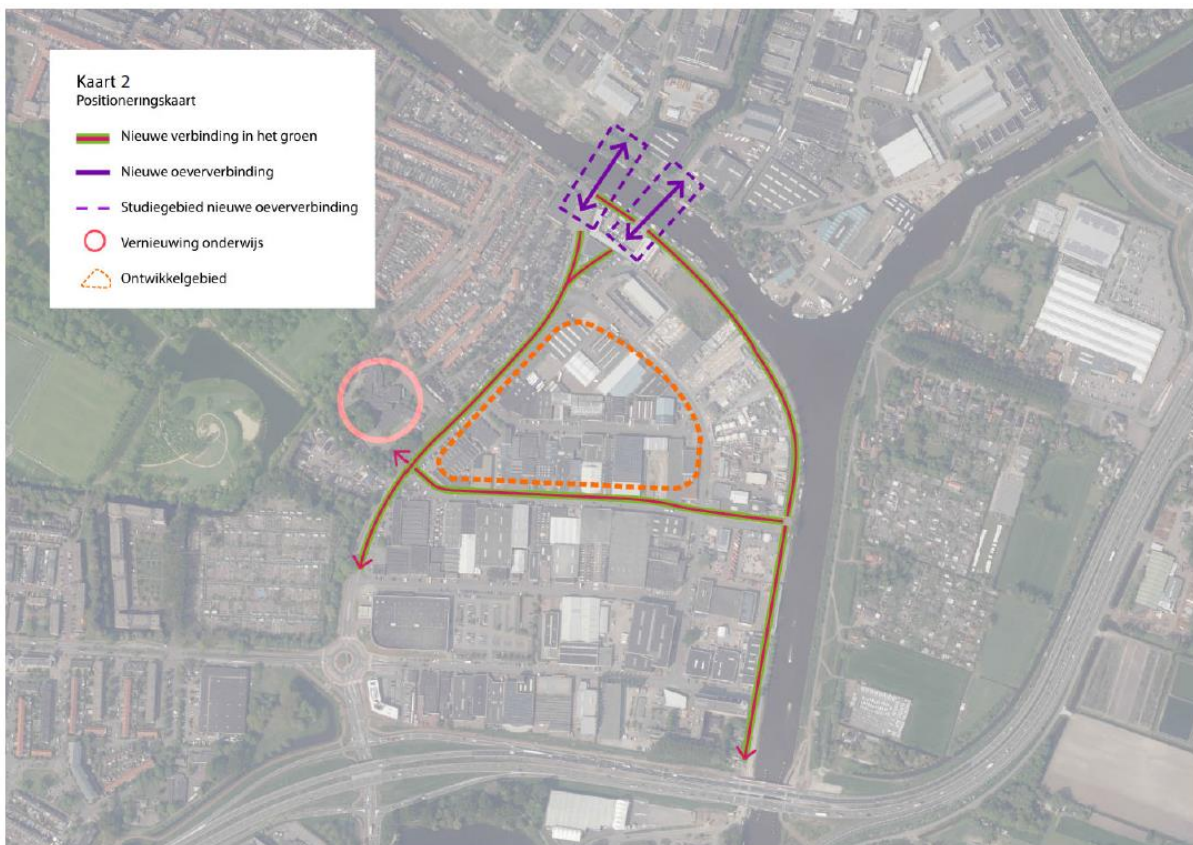 Kaart 2
Positioneringskaart
Nieuwe verbinding in het groen
Nieuwe oeververbinding
Studiegebied nieuwe oeververbinding
Vernieuwing onderwijs
Ontwikkelgebied